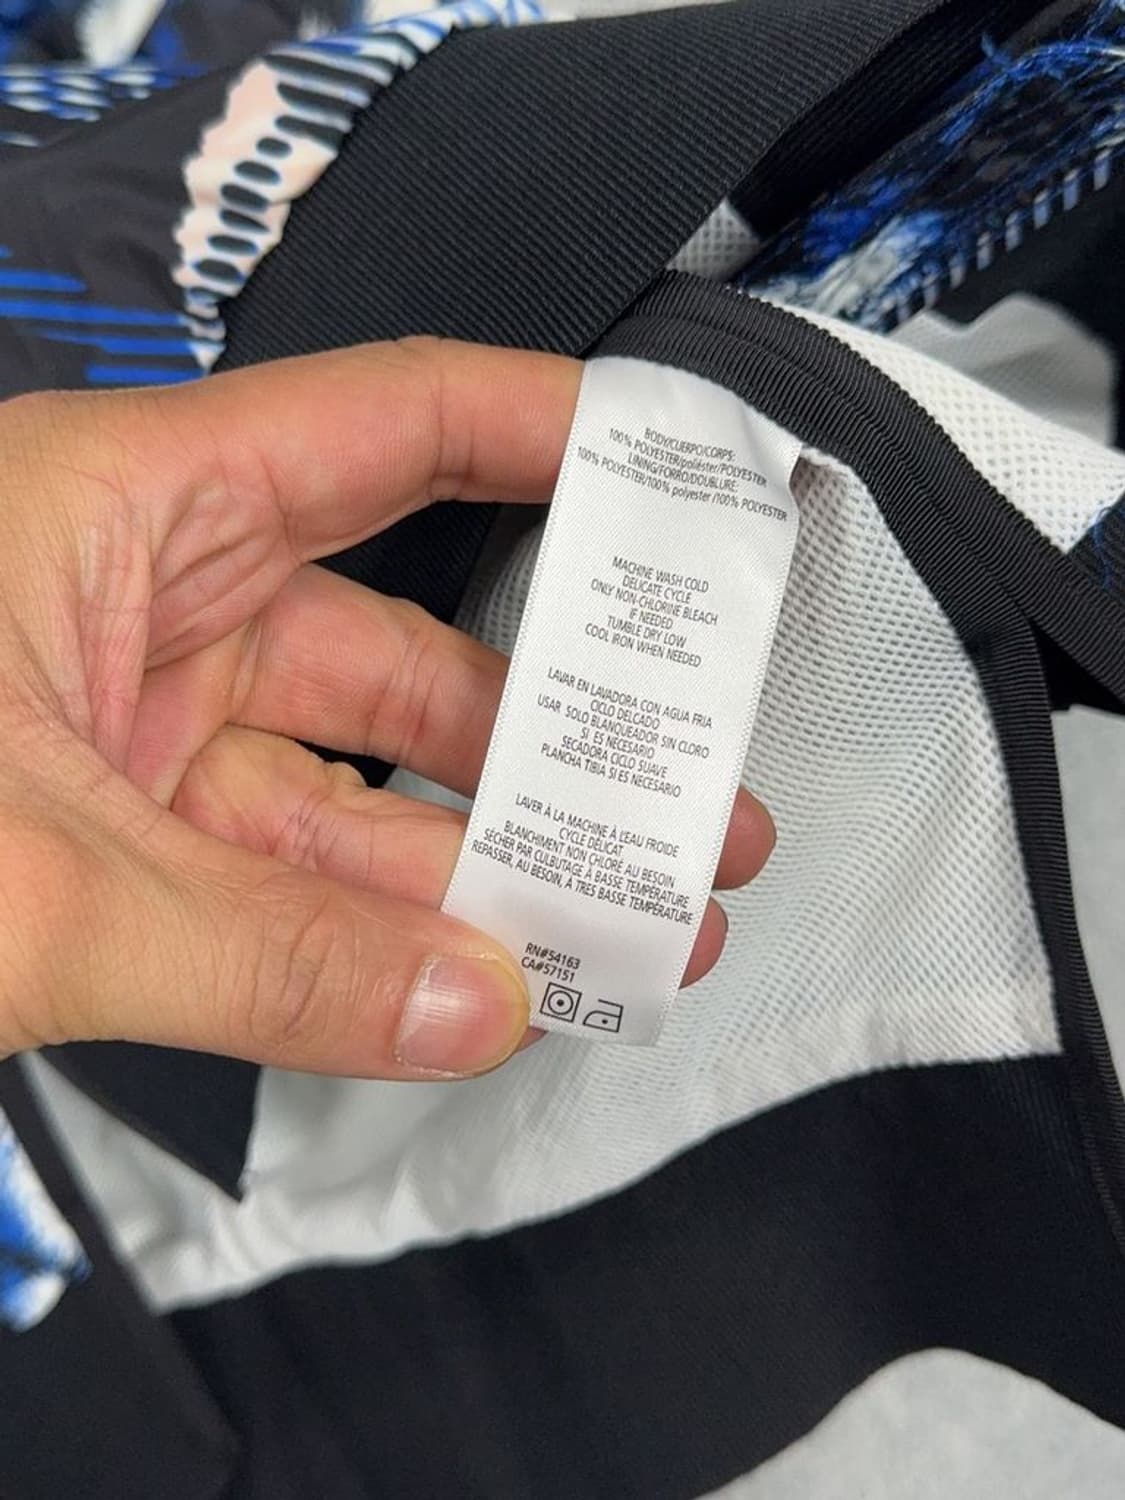 BODY/CUERPO/CORPS:
100% POLYESTER/poliéster/POLYESTER
LINING/FORRO/DOUBLURE:
100% POLYESTER/100% polyester /100% POLYESTER
MACHINE WASH COLD
DELICATE CYCLE
ONLY NON-CHLORINE BLEACH
IF NEEDED
TUMBLE DRY LOW
COOL IRON WHEN NEEDED
LAVAR EN LAVADORA CON AGUA FRIA
CICLO DELCADO
USAR SOLO BLANQUEADOR SIN CLORO
SI ES NECESARIO
SECADORA CICLO SUAVE
PLANCHA TIBIA SI ES NECESARIO
LAVER À LA MACHINE À L'EAU FROIDE
CYCLE DÉLICAT
BLANCHIMENT NON CHLORÉ AU BESOIN
SÉCHER PAR CULBUTAGE À BASSE TEMPÉRATURE
REPASSER, AU BESOIN, À TRES BASSE TEMPÉRATURE
RN#54163
CA#57151